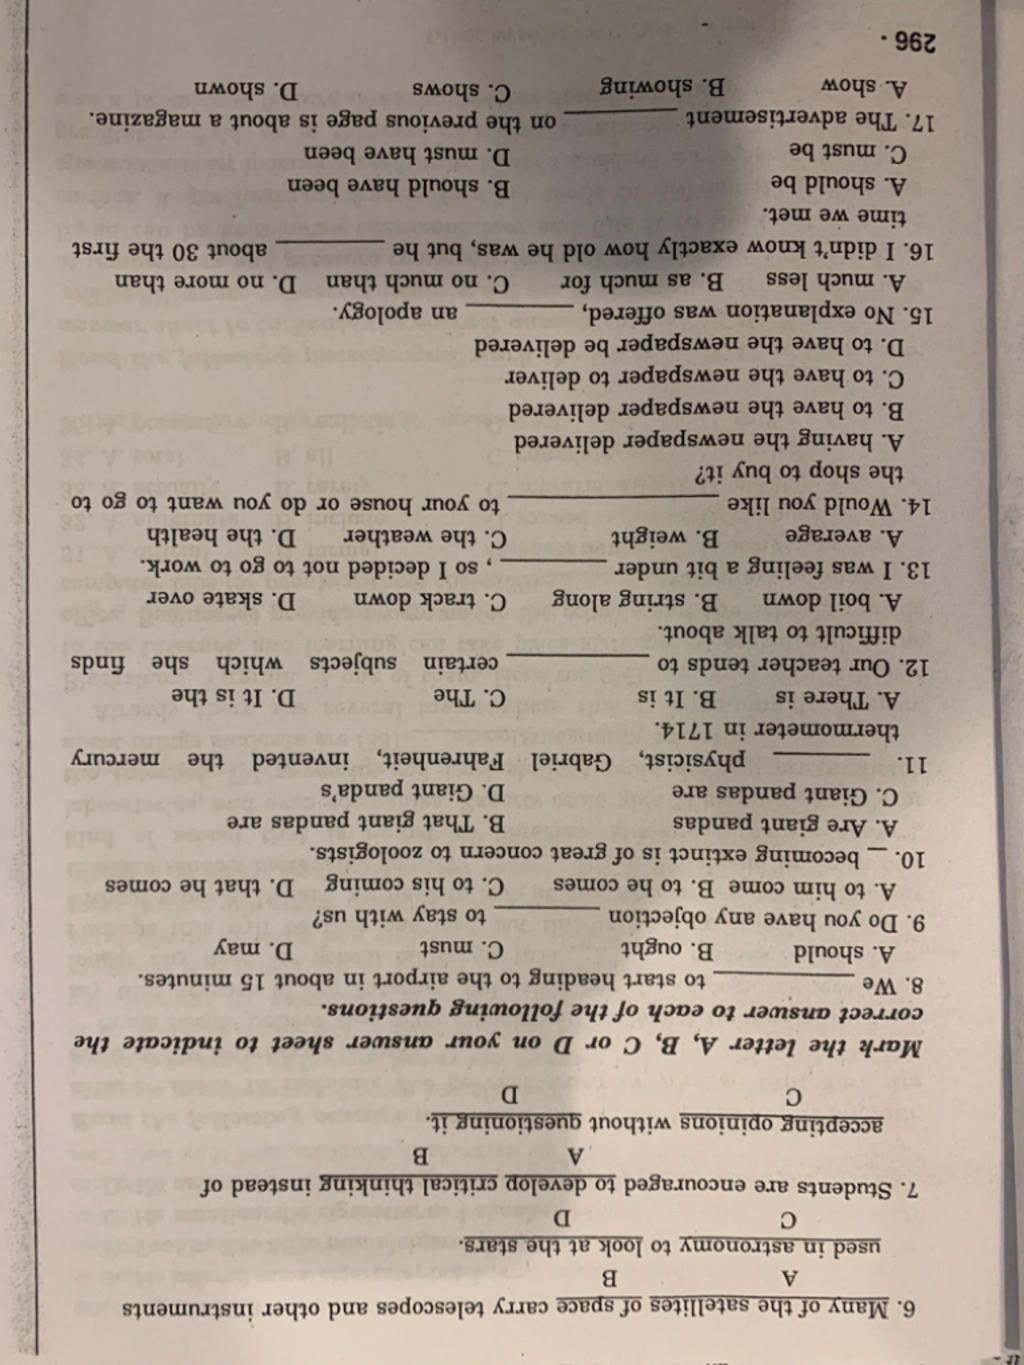 6. Many of the satellites of space carry telescopes and other instruments
A B
used in astronomy to look at the stars.
C D
7. Students are encouraged to develop critical thinking instead of
A B
accepting opinions without questioning it.
C D
Mark the letter A, B, C or D on your answer sheet to indicate the
correct answer to each of the following questions.
8. We ________ to start heading to the airport in about 15 minutes.
A. should B. ought C. must D. may
9. Do you have any objection ________ to stay with us?
A. to him come B. to he comes C. to his coming D. that he comes
10. _ becoming extinct is of great concern to zoologists.
A. Are giant pandas B. That giant pandas are
C. Giant pandas are D. Giant panda's
11. ________ physicist, Gabriel Fahrenheit, invented the mercury
thermometer in 1714.
A. There is B. It is C. The D. It is the
12. Our teacher tends to ________ certain subjects which she finds
difficult to talk about.
A. boil down B. string along C. track down D. skate over
13. I was feeling a bit under ________ , so I decided not to go to work.
A. average B. weight C. the weather D. the health
14. Would you like ________ to your house or do you want to go to
the shop to buy it?
A. having the newspaper delivered
B. to have the newspaper delivered
C. to have the newspaper to deliver
D. to have the newspaper be delivered
15. No explanation was offered, ________ an apology.
A. much less B. as much for C. no much than D. no more than
16. I didn't know exactly how old he was, but he ________ about 30 the first
time we met.
A. should be B. should have been
C. must be D. must have been
17. The advertisement ________ on the previous page is about a magazine.
A. show B. showing C. shows D. shown
296 ·